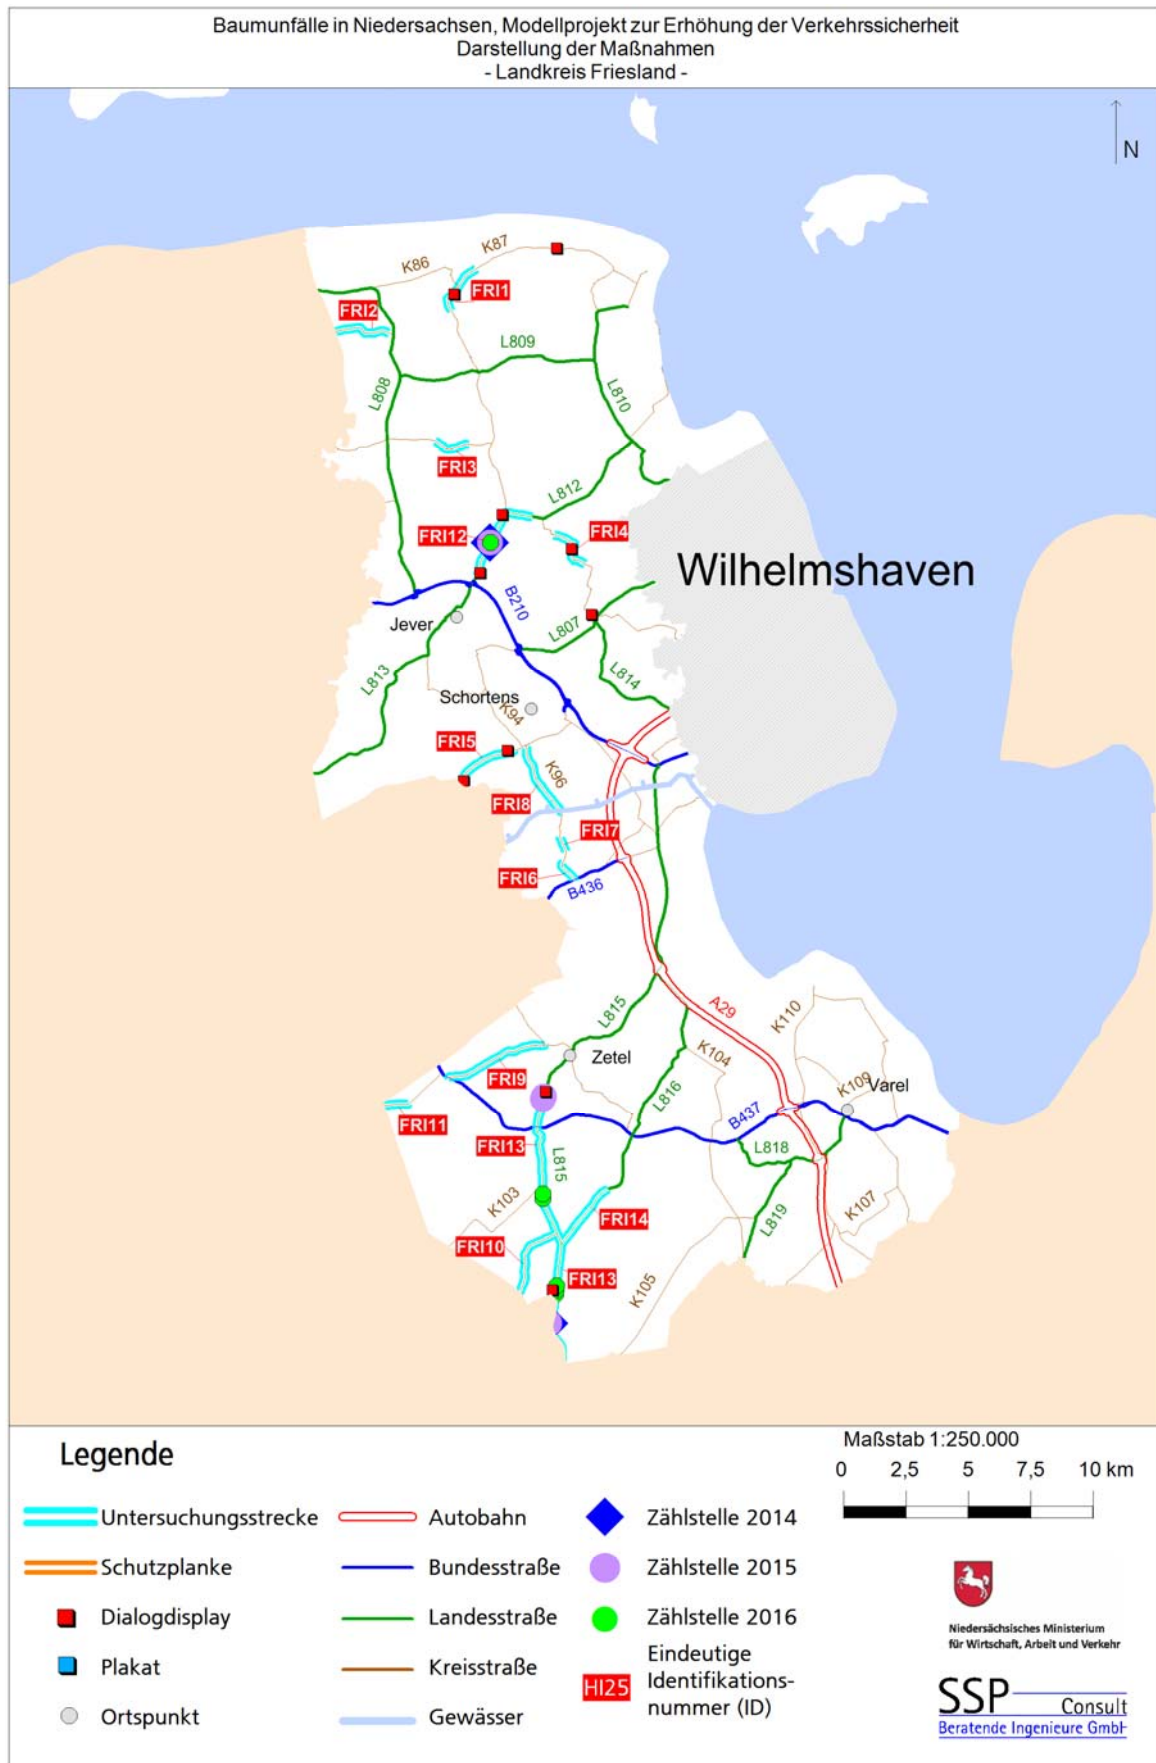 Baumunfälle in Niedersachsen, Modellprojekt zur Erhöhung der Verkehrssicherheit
Darstellung der Maßnahmen
- Landkreis Friesland -
N
K87
K86
FRI1
FRI2
L809
L808
L810
FRI3
L812
FRI12
FRI4
Wilhelmshaven
B210
Jever
L807
L813
L814
Schortens
K94
FRI5
K96
FRI8
FRI7
FRI6
B436
L815
A29
K110
Zetel
K104
FRI9
K109
Varel
L816
FRI11
B437
FRI13
L818
L815
K103
K107
FRI14
L819
FRI10
FRI13
K105
Legende
Maßstab 1:250.000
0 2,5 5 7,5 10 km
Untersuchungsstrecke
Autobahn
Zählstelle 2014
Schutzplanke
Bundesstraße
Zählstelle 2015
Dialogdisplay
Landesstraße
Zählstelle 2016
Plakat
Kreisstraße
HI25
Eindeutige
Identifikations-
nummer (ID)
Ortspunkt
Gewässer
Niedersächsisches Ministerium
für Wirtschaft, Arbeit und Verkehr
SSP Consult
Beratende Ingenieure GmbH